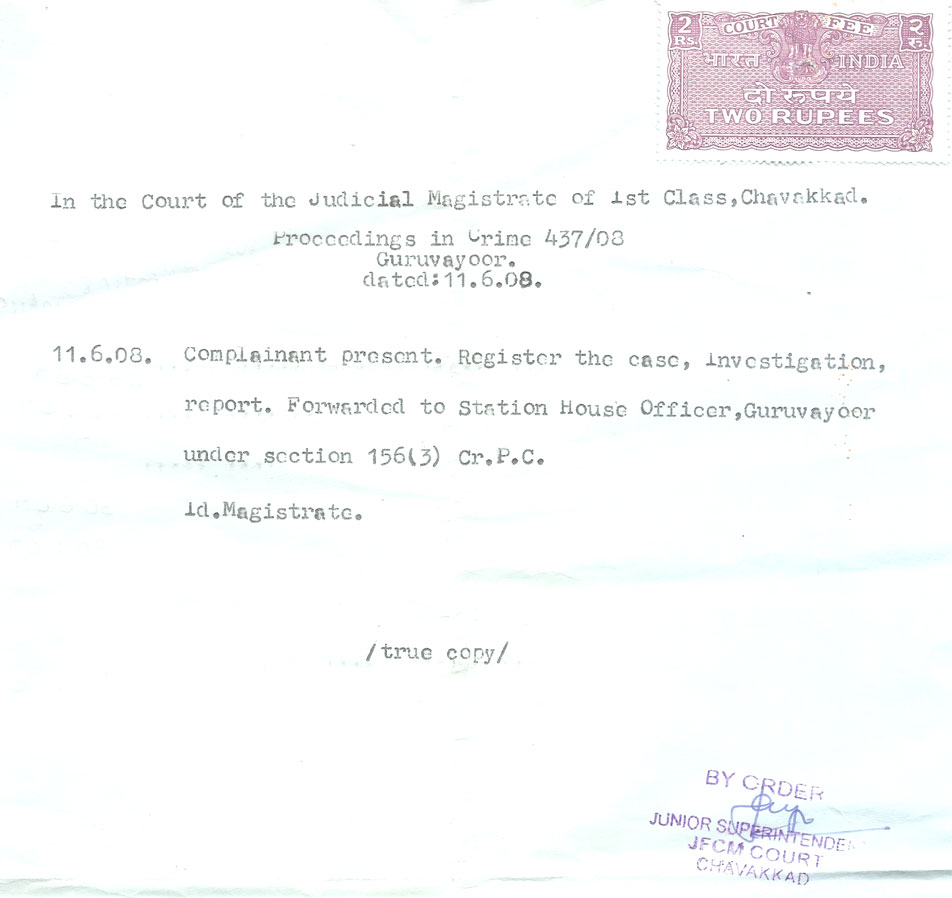 2 COURT FEE २
Rs. रु.
भारत INDIA
दो रूपये
TWO RUPEES
In the Court of the Judicial Magistrate of 1st Class,Chavakkad.
Proceedings in Crime 437/08
Guruvayoor.
dated:11.6.08.
11.6.08. Complainant present. Register the case, Investigation,
report. Forwarded to Station House Officer,Guruvayoor
under section 156(3) Cr.P.C.
Id.Magistrate.
/true copy/
BY ORDER
JUNIOR SUPERINTENDEN
JFCM COURT
CHAVAKKAD